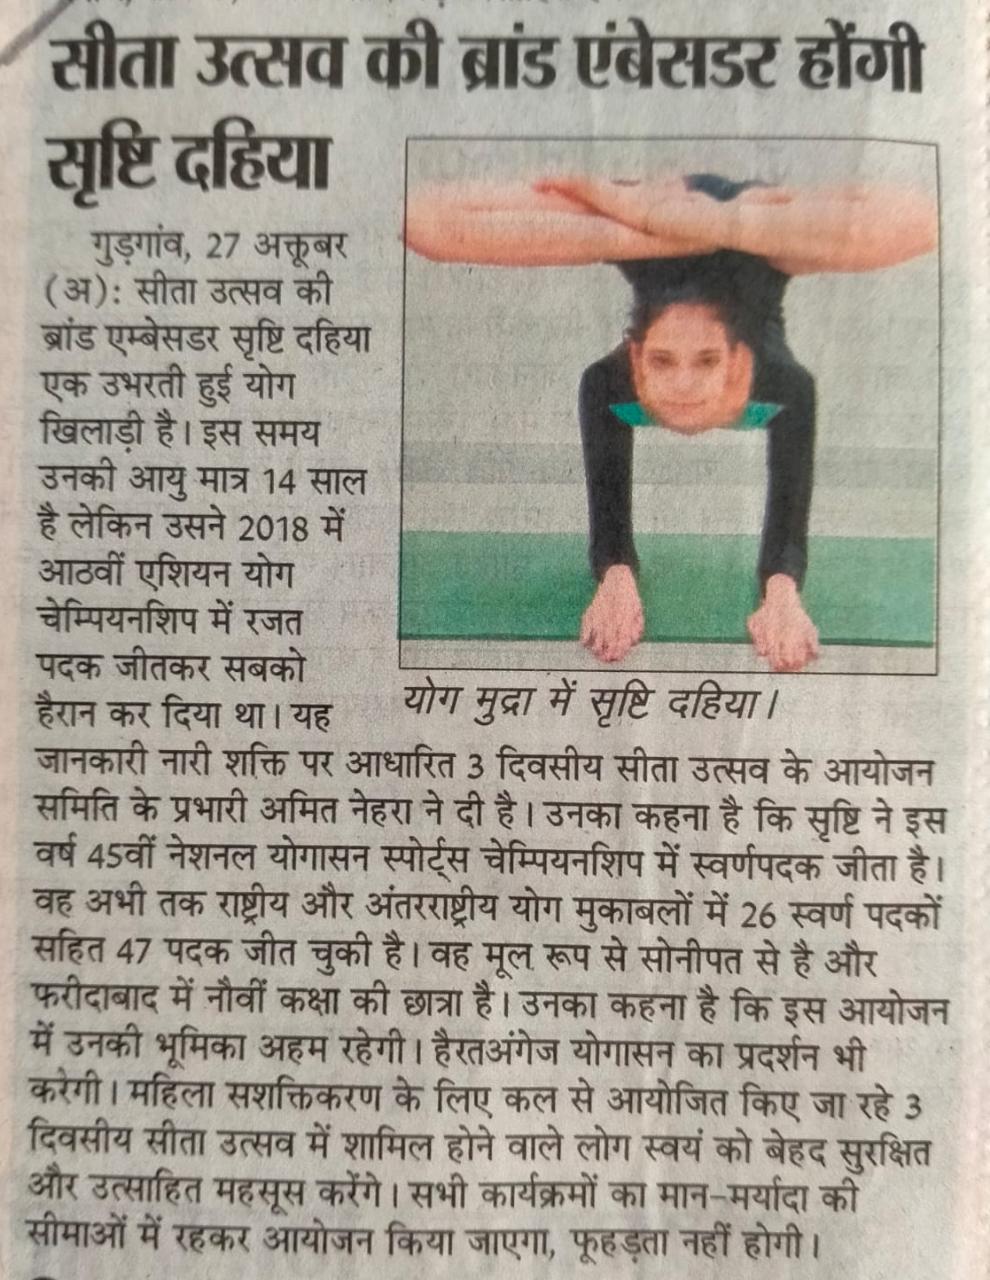 सीता उत्सव की ब्रांड एंबेसडर होंगी
सृष्टि दहिया
गुड़गांव, 27 अक्तूबर
(अ): सीता उत्सव की
ब्रांड एम्बेसडर सृष्टि दहिया
एक उभरती हुई योग
खिलाड़ी है। इस समय
उनकी आयु मात्र 14 साल
है लेकिन उसने 2018 में
आठवीं एशियन योग
चेम्पियनशिप में रजत
पदक जीतकर सबको
हैरान कर दिया था। यह
योग मुद्रा में सृष्टि दहिया।
जानकारी नारी शक्ति पर आधारित 3 दिवसीय सीता उत्सव के आयोजन
समिति के प्रभारी अमित नेहरा ने दी है। उनका कहना है कि सृष्टि ने इस
वर्ष 45वीं नेशनल योगासन स्पोर्ट्स चेम्पियनशिप में स्वर्णपदक जीता है।
वह अभी तक राष्ट्रीय और अंतरराष्ट्रीय योग मुकाबलों में 26 स्वर्ण पदकों
सहित 47 पदक जीत चुकी है। वह मूल रूप से सोनीपत से है और
फरीदाबाद में नौवीं कक्षा की छात्रा है। उनका कहना है कि इस आयोजन
में उनकी भूमिका अहम रहेगी। हैरतअंगेज योगासन का प्रदर्शन भी
करेगी। महिला सशक्तिकरण के लिए कल से आयोजित किए जा रहे 3
दिवसीय सीता उत्सव में शामिल होने वाले लोग स्वयं को बेहद सुरक्षित
और उत्साहित महसूस करेंगे। सभी कार्यक्रमों का मान-मर्यादा की
सीमाओं में रहकर आयोजन किया जाएगा, फूहड़ता नहीं होगी।